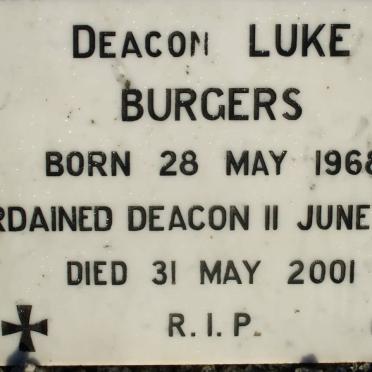 DEACON LUKE
BURGERS
BORN 28 MAY 1968
RDAINED DEACON 11 JUNE
DIED 31 MAY 2001
R.I.P.